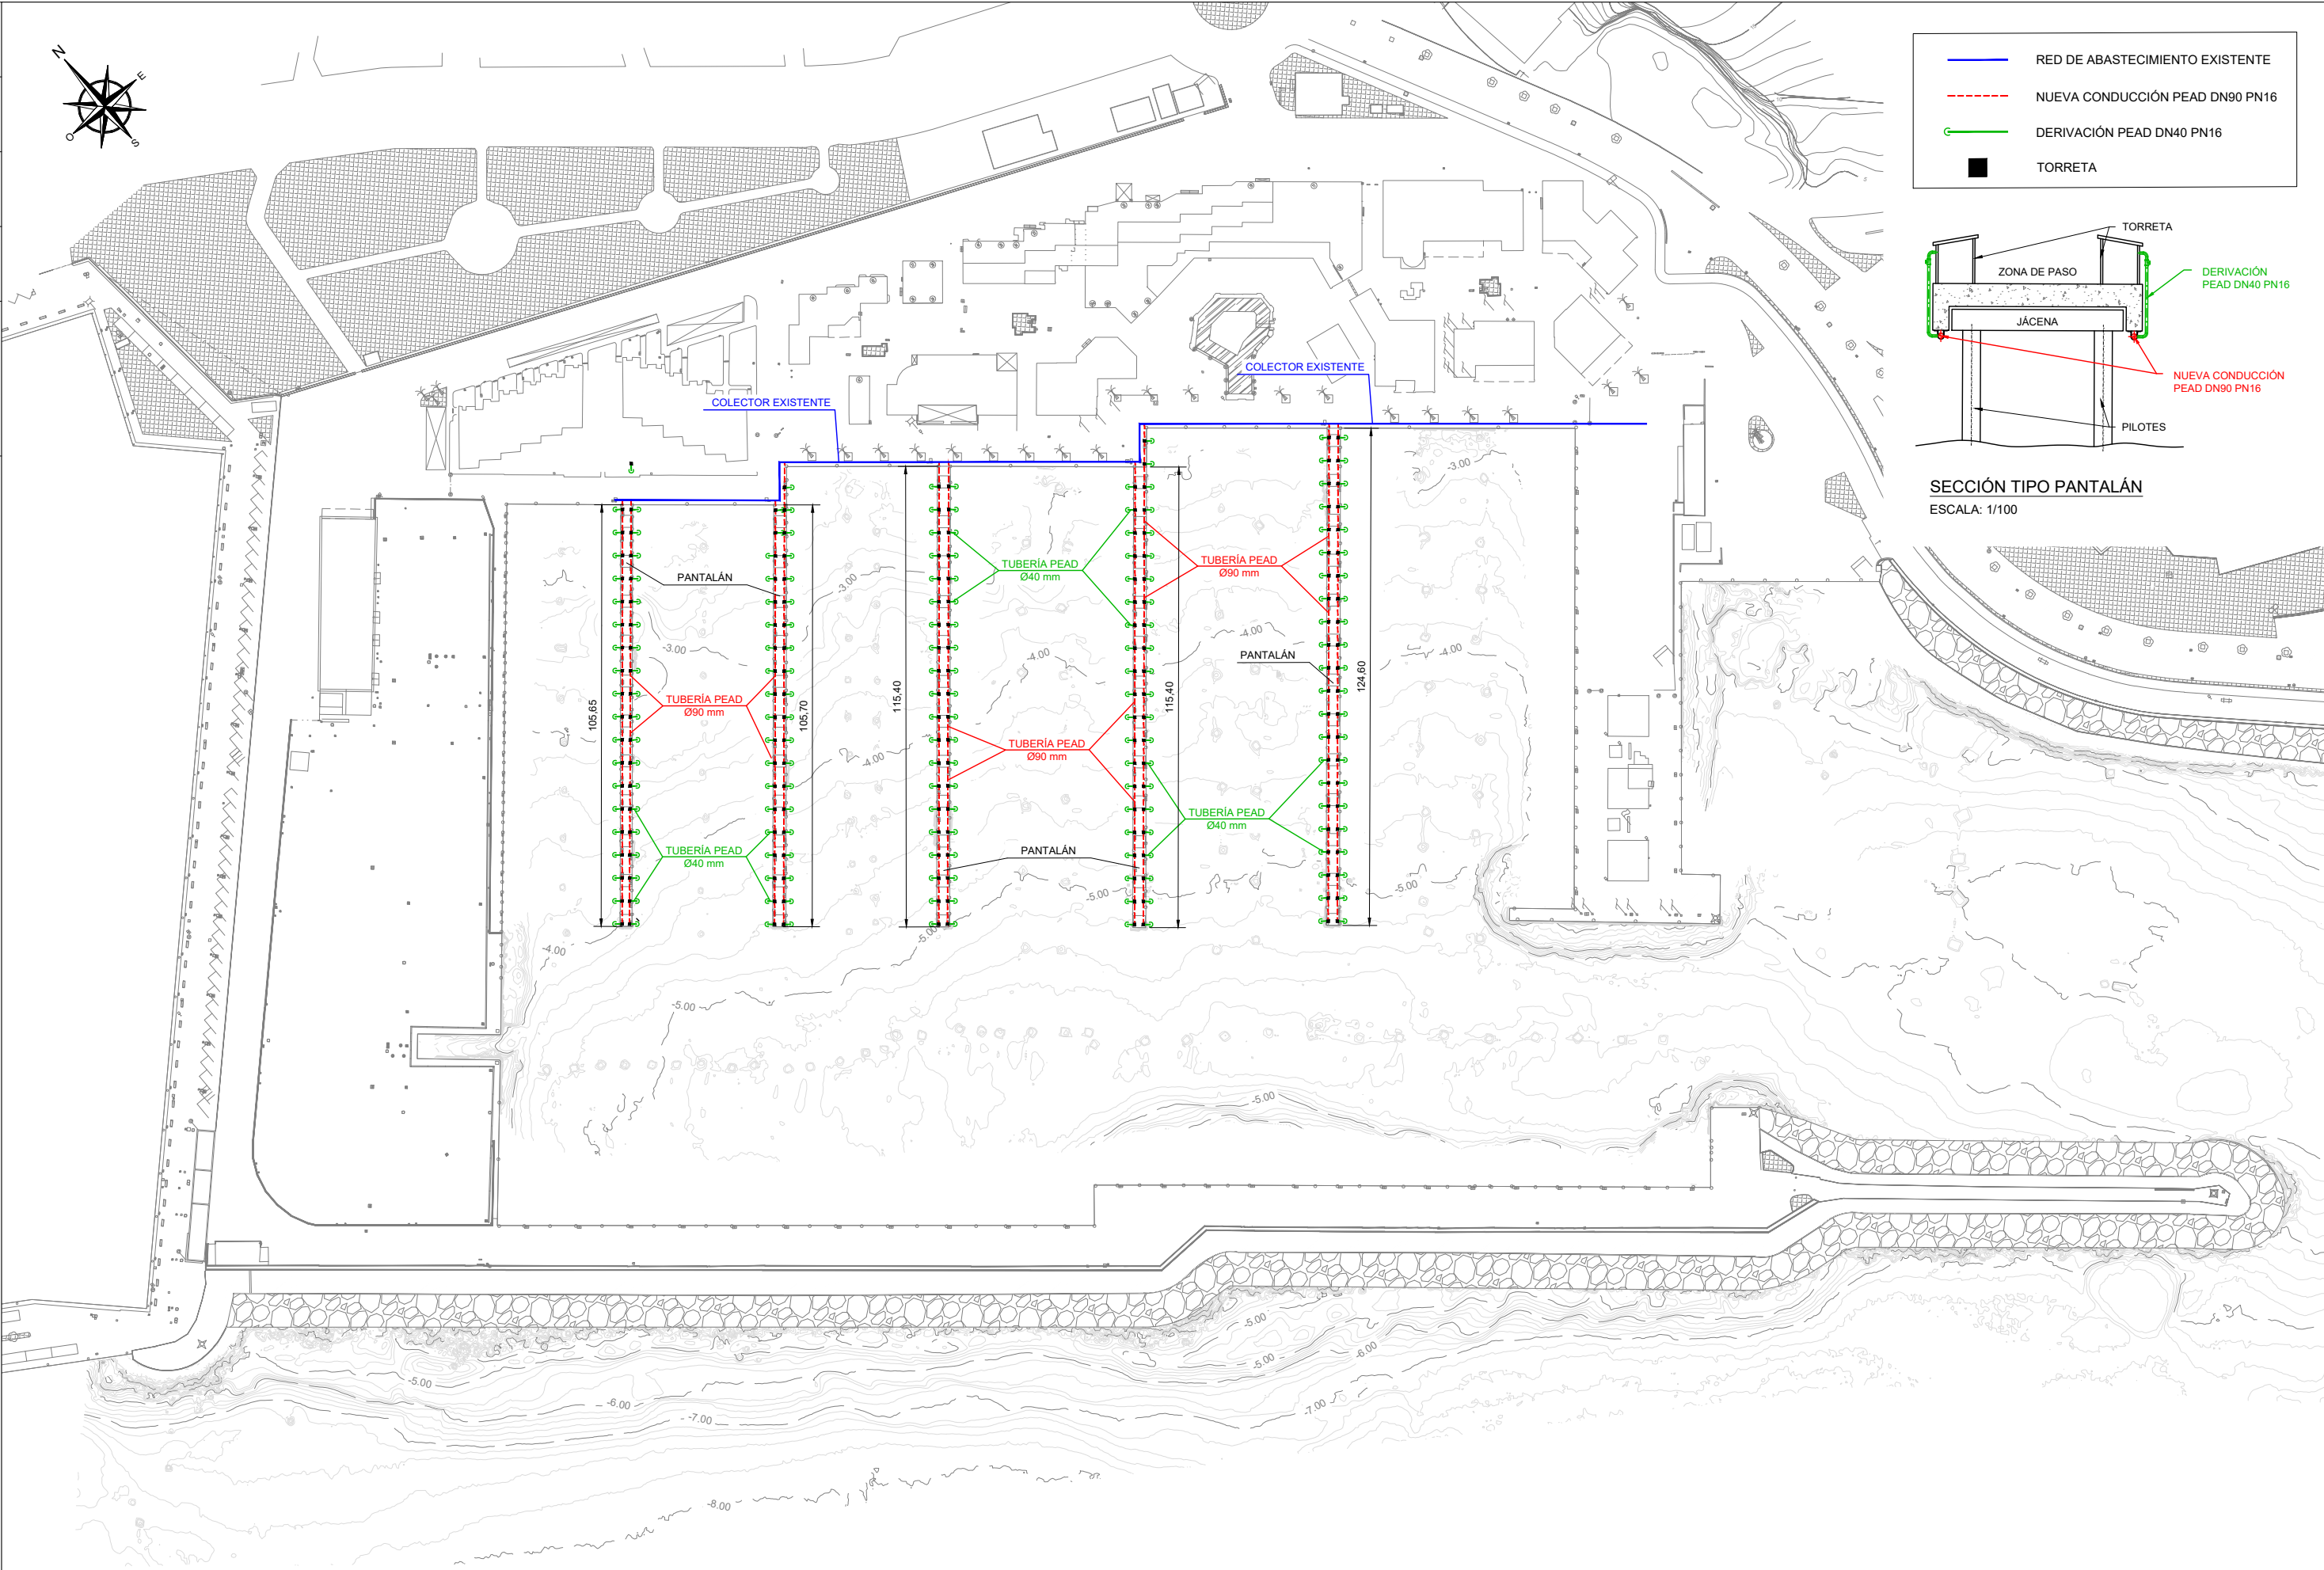 N
E
O
S
RED DE ABASTECIMIENTO EXISTENTE
NUEVA CONDUCCIÓN PEAD DN90 PN16
DERIVACIÓN PEAD DN40 PN16
TORRETA
TORRETA
ZONA DE PASO
DERIVACIÓN
PEAD DN40 PN16
JÁCENA
NUEVA CONDUCCIÓN
PEAD DN90 PN16
PILOTES
SECCIÓN TIPO PANTALÁN
ESCALA: 1/100
COLECTOR EXISTENTE
COLECTOR EXISTENTE
-3.00
TUBERÍA PEAD
Ø40 mm
TUBERÍA PEAD
Ø90 mm
PANTALÁN
-3.00
-4.00
-3.00
-4.00
-4.00
PANTALÁN
124,60
105,65
TUBERÍA PEAD
Ø90 mm
105,70
115,40
115,40
TUBERÍA PEAD
Ø90 mm
-4.00
TUBERÍA PEAD
Ø40 mm
TUBERÍA PEAD
Ø40 mm
PANTALÁN
-5.00
-5.00
-4.00
-5.00
-5.00
-5.00
-5.00
-5.00
-6.00
-5.00
-6.00
-7.00
-7.00
-8.00